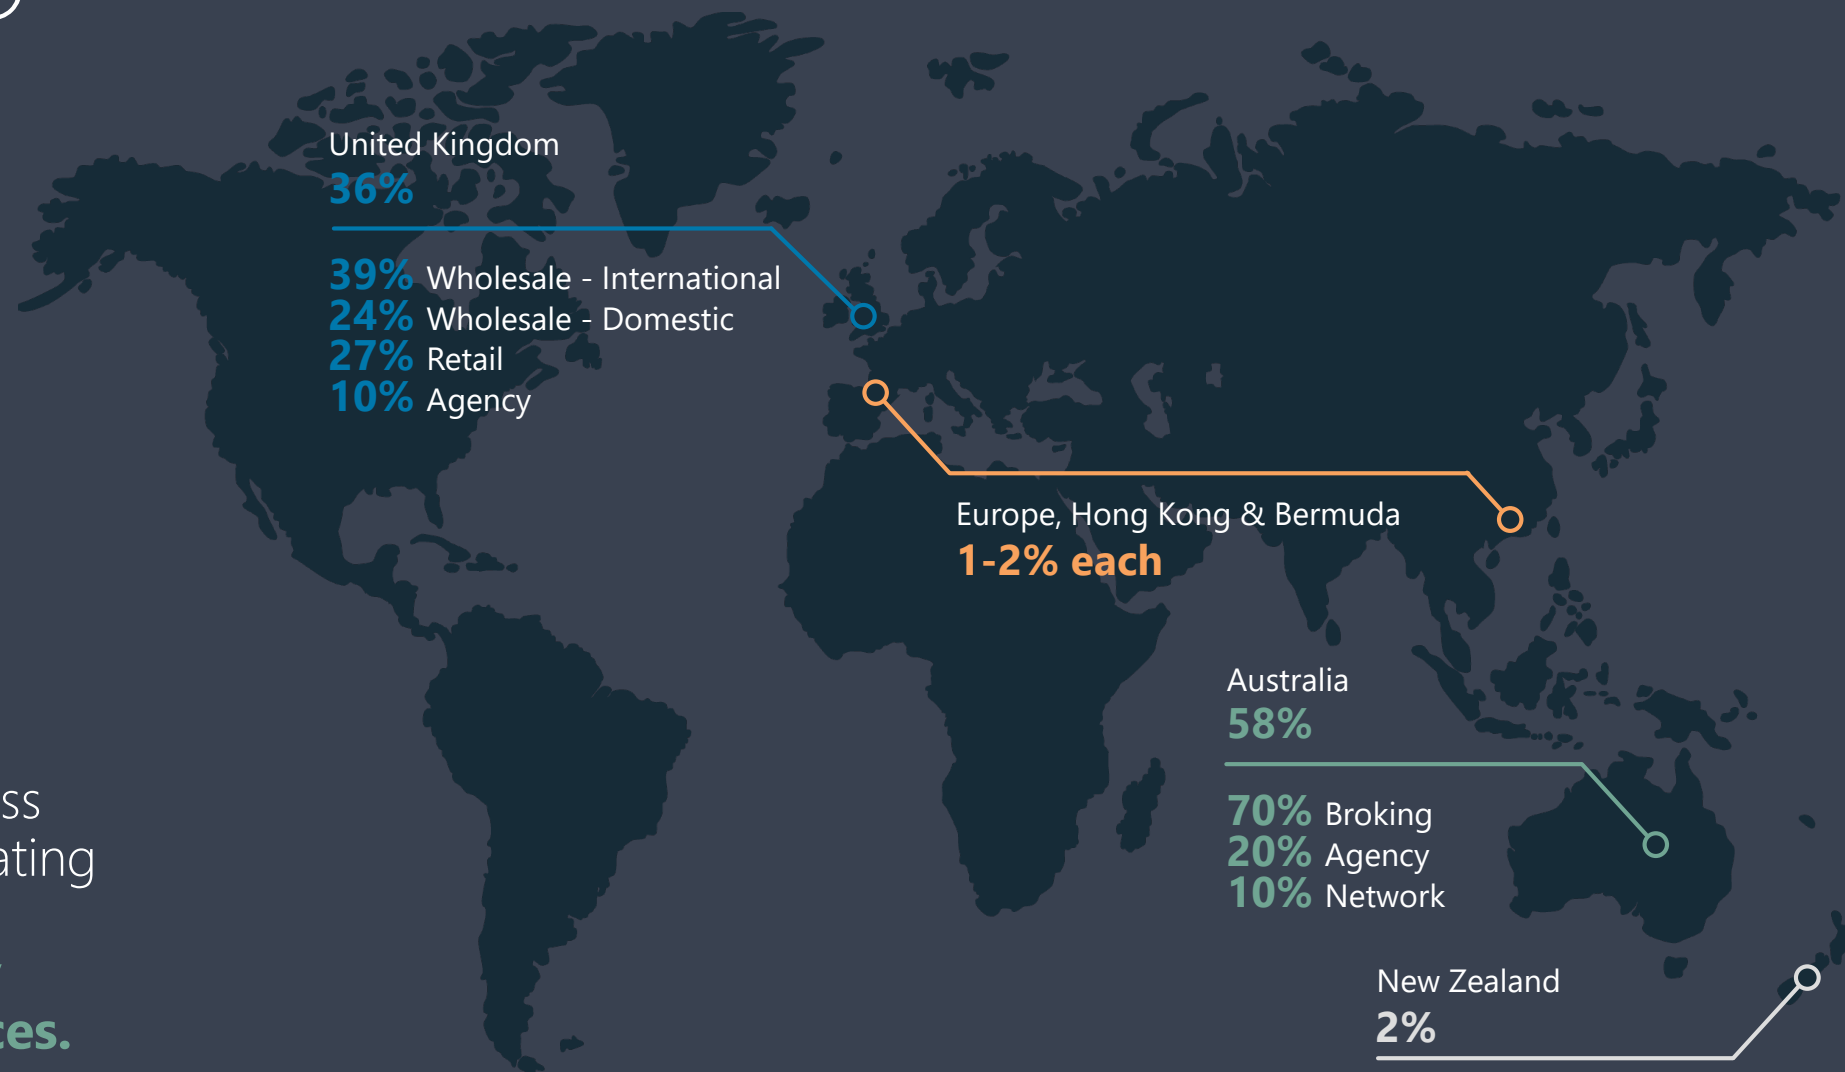 United Kingdom
36%
39% Wholesale - International
24% Wholesale - Domestic
27% Retail
10% Agency
Europe, Hong Kong & Bermuda
1-2% each
Australia
58%
70% Broking
20% Agency
10% Network
New Zealand
2%